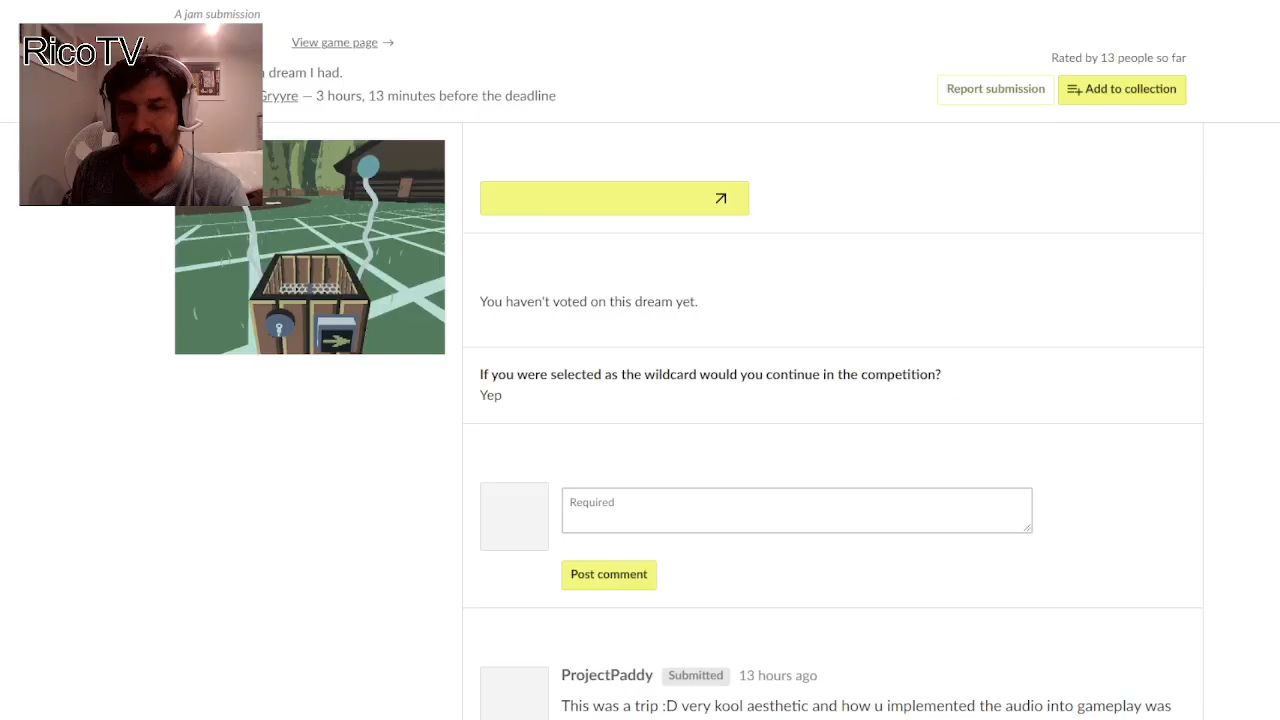 A jam submission
RicoTV
View game page →
dream I had.
Gryyre — 3 hours, 13 minutes before the deadline
Rated by 13 people so far
Report submission
Add to collection
You haven't voted on this dream yet.
If you were selected as the wildcard would you continue in the competition?
Yep
Required
Post comment
ProjectPaddy Submitted 13 hours ago
This was a trip :D very kool aesthetic and how u implemented the audio into gameplay was